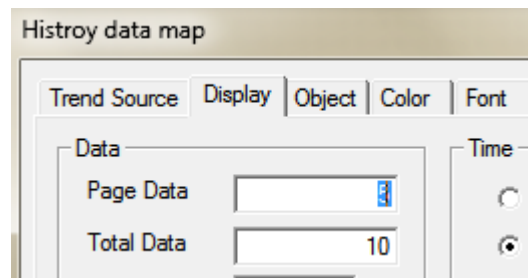 Histroy data map
Trend Source Display Object Color Font
Data Time
Page Data
Total Data 10